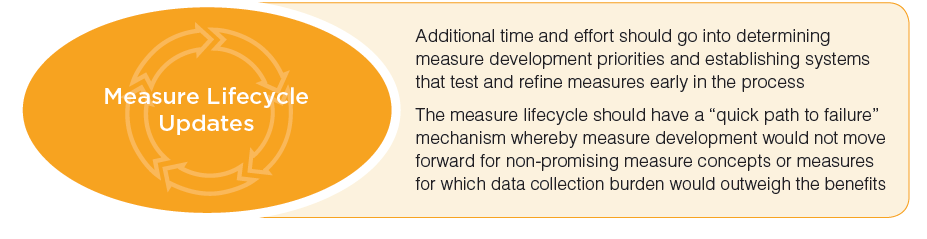 Measure Lifecycle
Updates
Additional time and effort should go into determining
measure development priorities and establishing systems
that test and refine measures early in the process
The measure lifecycle should have a “quick path to failure”
mechanism whereby measure development would not move
forward for non-promising measure concepts or measures
for which data collection burden would outweigh the benefits